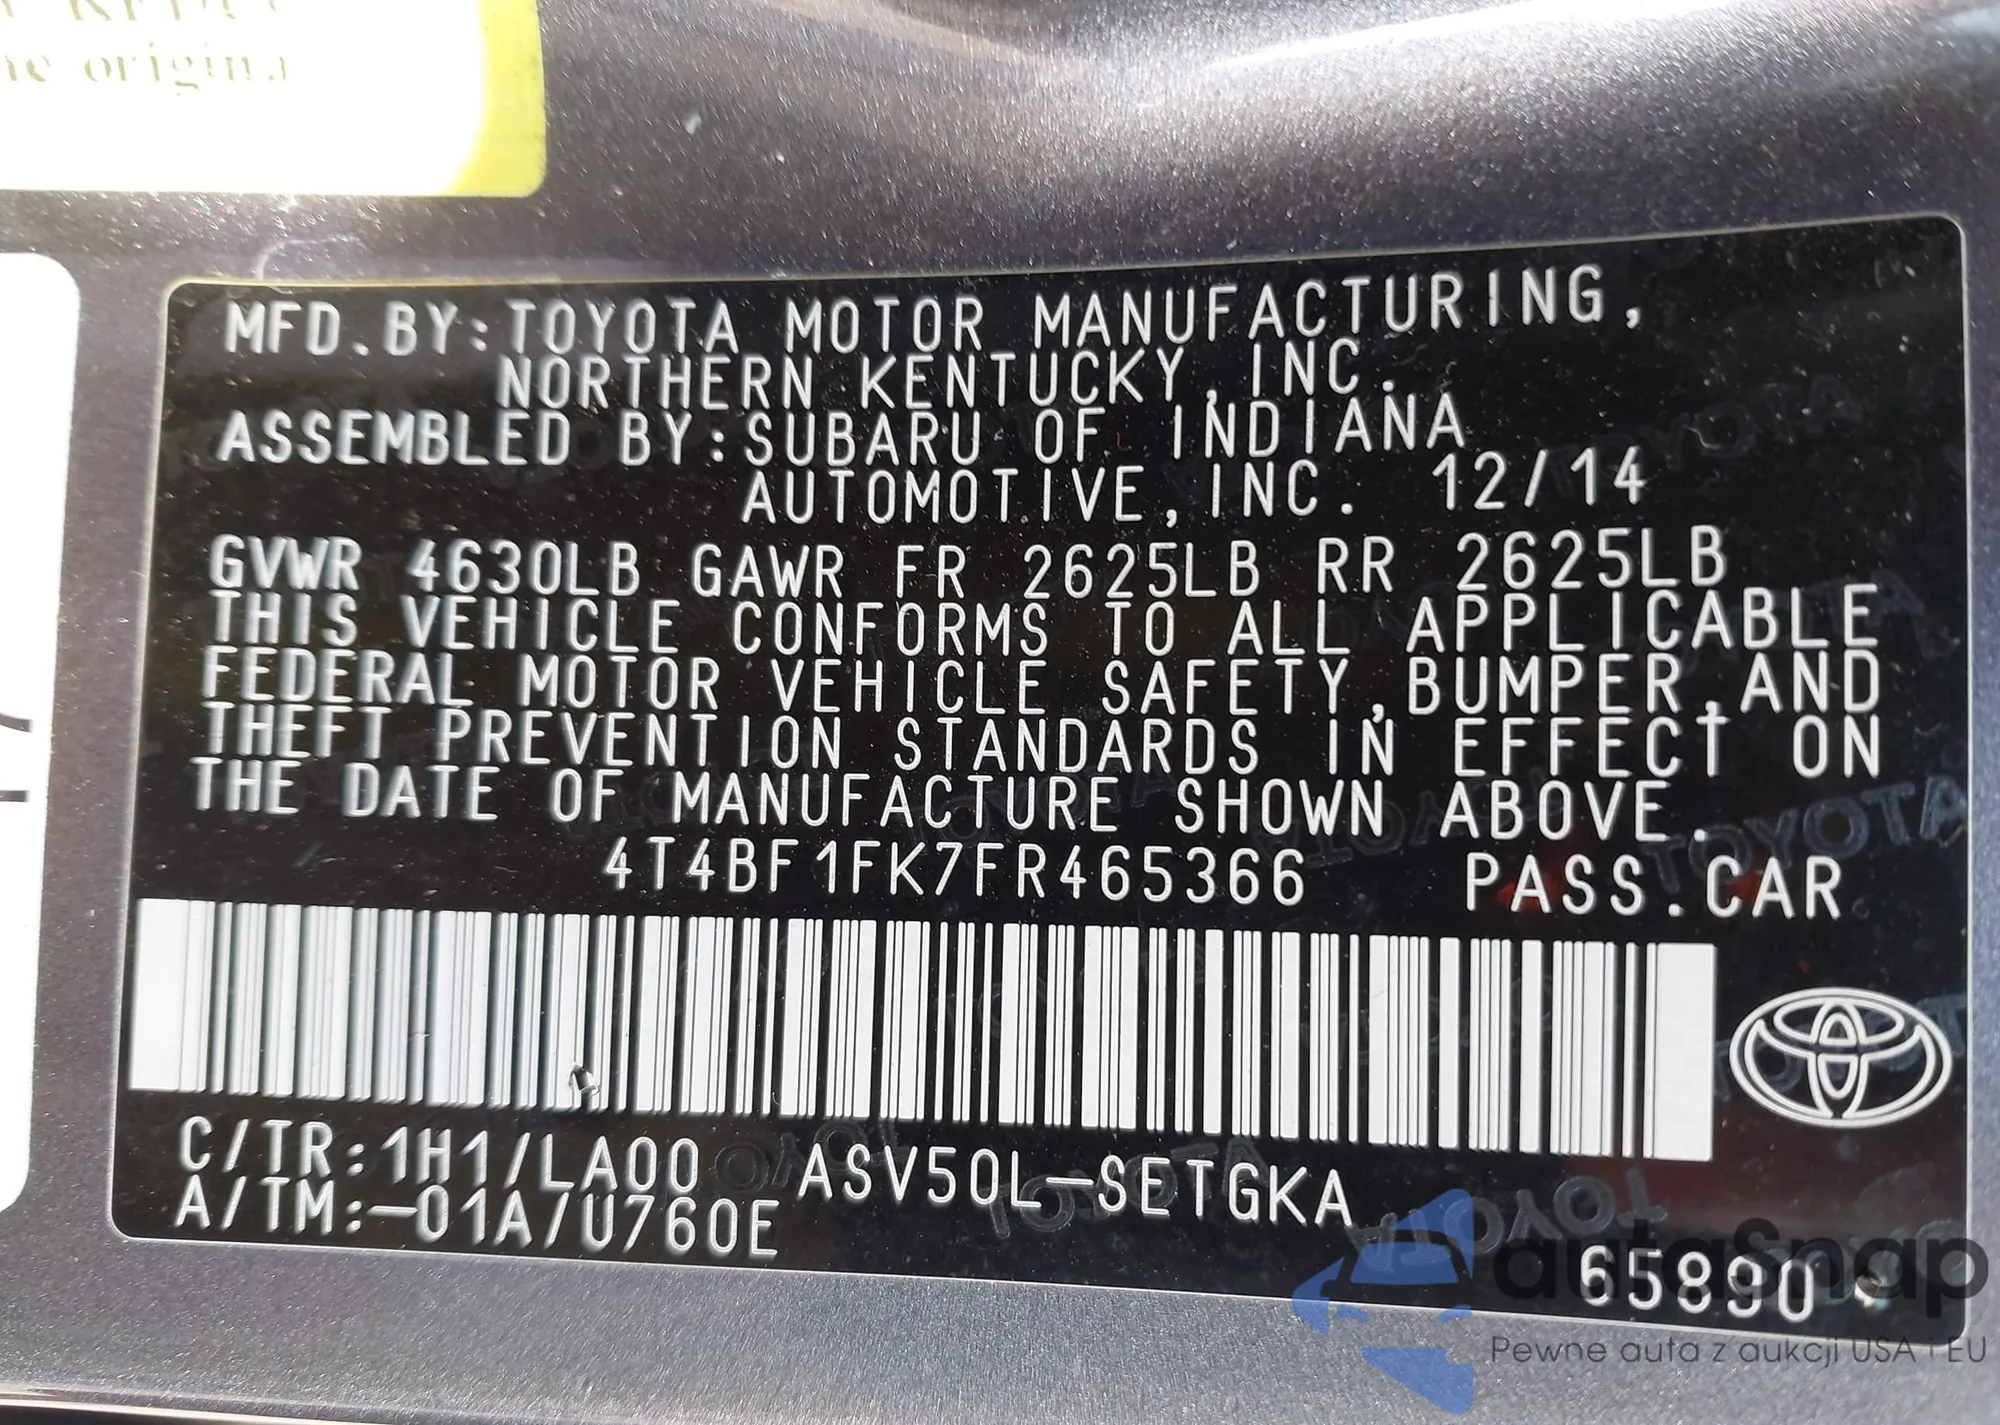 origina
MFD.BY:TOYOTA MOTOR MANUFACTURING,
NORTHERN KENTUCKY, INC.
ASSEMBLED BY:SUBARU OF INDIANA
AUTOMOTIVE,INC. 12/14
GVWR 4630LB GAWR FR 2625LB RR 2625LB
THIS VEHICLE CONFORMS TO ALL APPLICABLE
FEDERAL MOTOR VEHICLE SAFETY,BUMPER,AND
THEFT PREVENTION STANDARDS IN EFFECT ON
THE DATE OF MANUFACTURE SHOWN ABOVE.
4T4BF1FK7FR465366 PASS.CAR
C/TR:1H1/LA00 ASV50L-SETGKA
A/TM:-01A/U760E
65890
autaSnap
Pewne auta z aukcji USA i EU